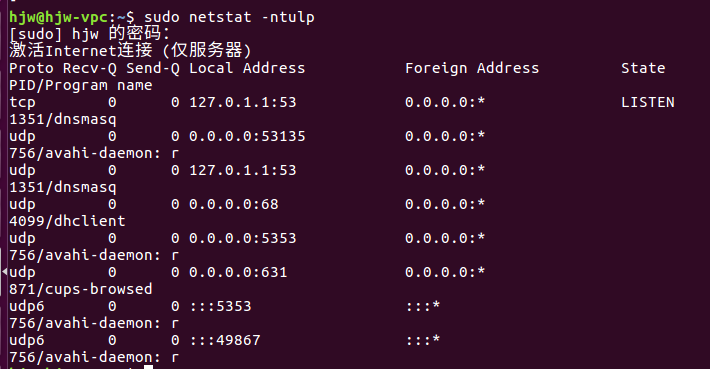 hjw@hjw-vpc:~$ sudo netstat -ntulp
[sudo] hjw 的密码：
激活Internet连接 (仅服务器)
Proto Recv-Q Send-Q Local Address           Foreign Address         State
PID/Program name
tcp        0      0 127.0.1.1:53            0.0.0.0:*               LISTEN
1351/dnsmasq
udp        0      0 0.0.0.0:53135           0.0.0.0:*
756/avahi-daemon: r
udp        0      0 127.0.1.1:53            0.0.0.0:*
1351/dnsmasq
udp        0      0 0.0.0.0:68              0.0.0.0:*
4099/dhclient
udp        0      0 0.0.0.0:5353            0.0.0.0:*
756/avahi-daemon: r
udp        0      0 0.0.0.0:631             0.0.0.0:*
871/cups-browsed
udp6       0      0 :::5353                 :::*
756/avahi-daemon: r
udp6       0      0 :::49867                :::*
756/avahi-daemon: r